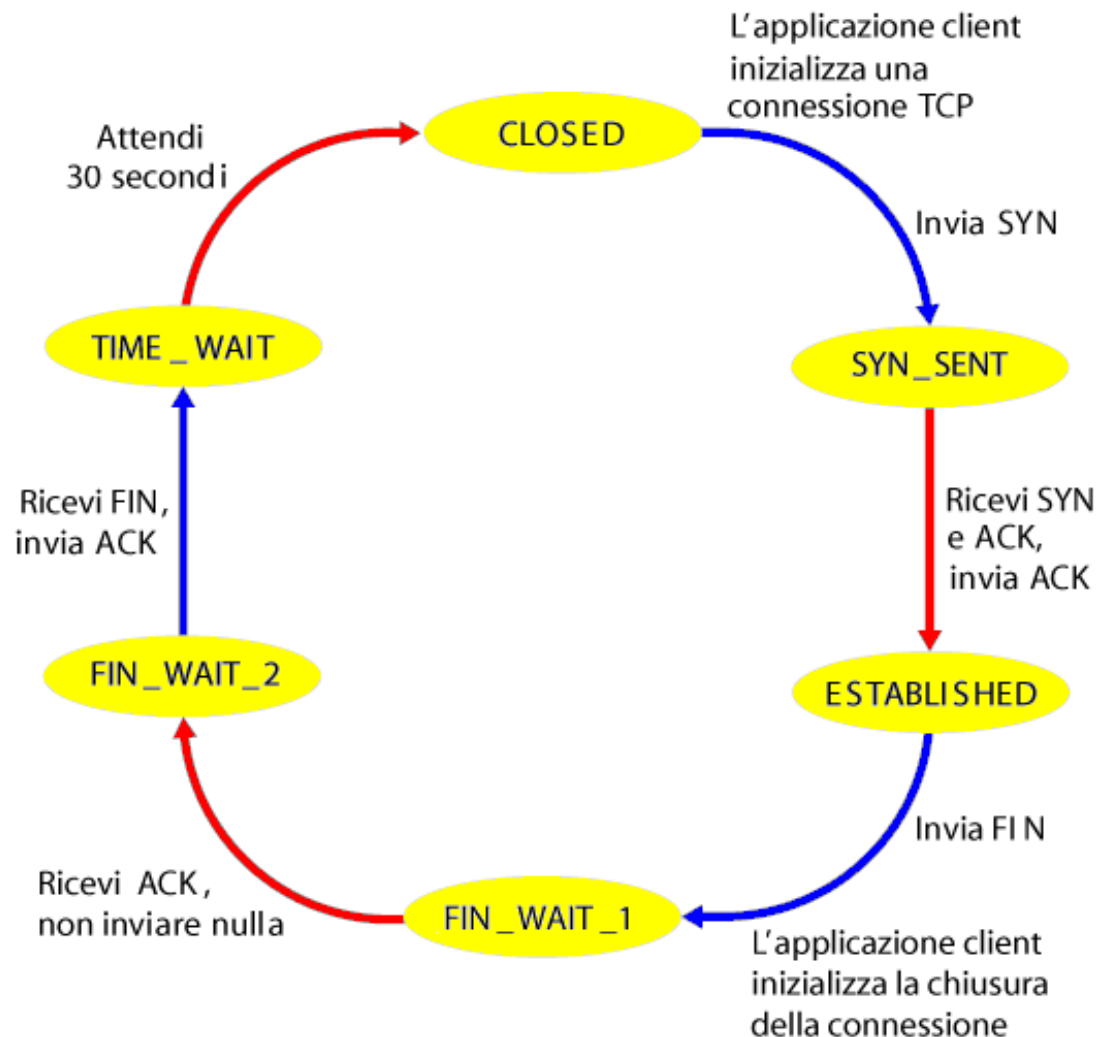 L'applicazione client
inizializza una
connessione TCP
CLOSED
Attendi
30 secondi
Invia SYN
TIME_WAIT
SYN_SENT
Ricevi FIN,
invia ACK
Ricevi SYN
e ACK,
invia ACK
FIN_WAIT_2
ESTABLISHED
Invia FIN
Ricevi ACK,
non inviare nulla
FIN_WAIT_1
L'applicazione client
inizializza la chiusura
della connessione